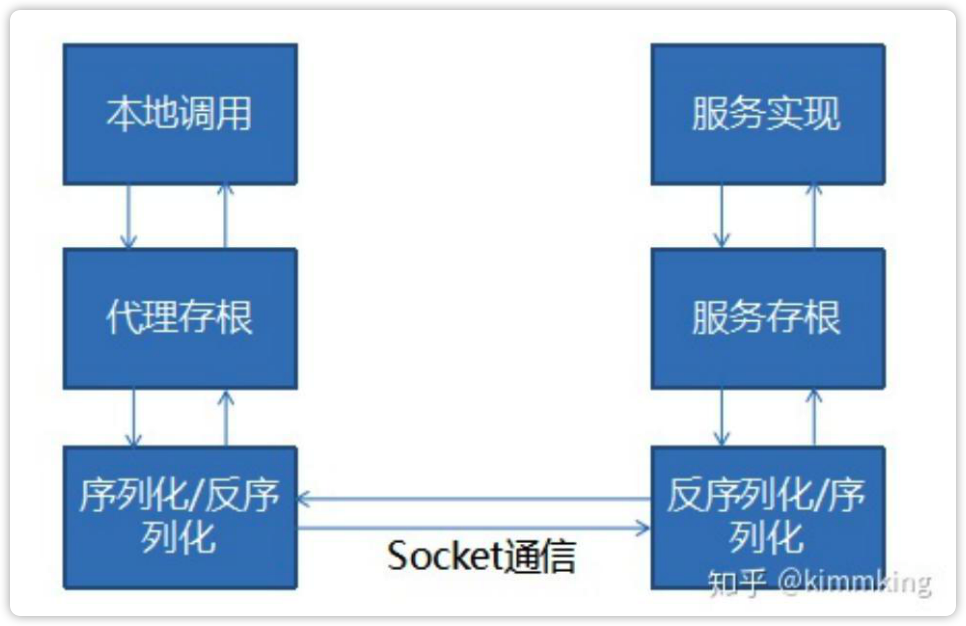 本地调用
服务实现
代理存根
服务存根
序列化/反序
列化
反序列化/序
列化
Socket通信
知乎 @kimmking